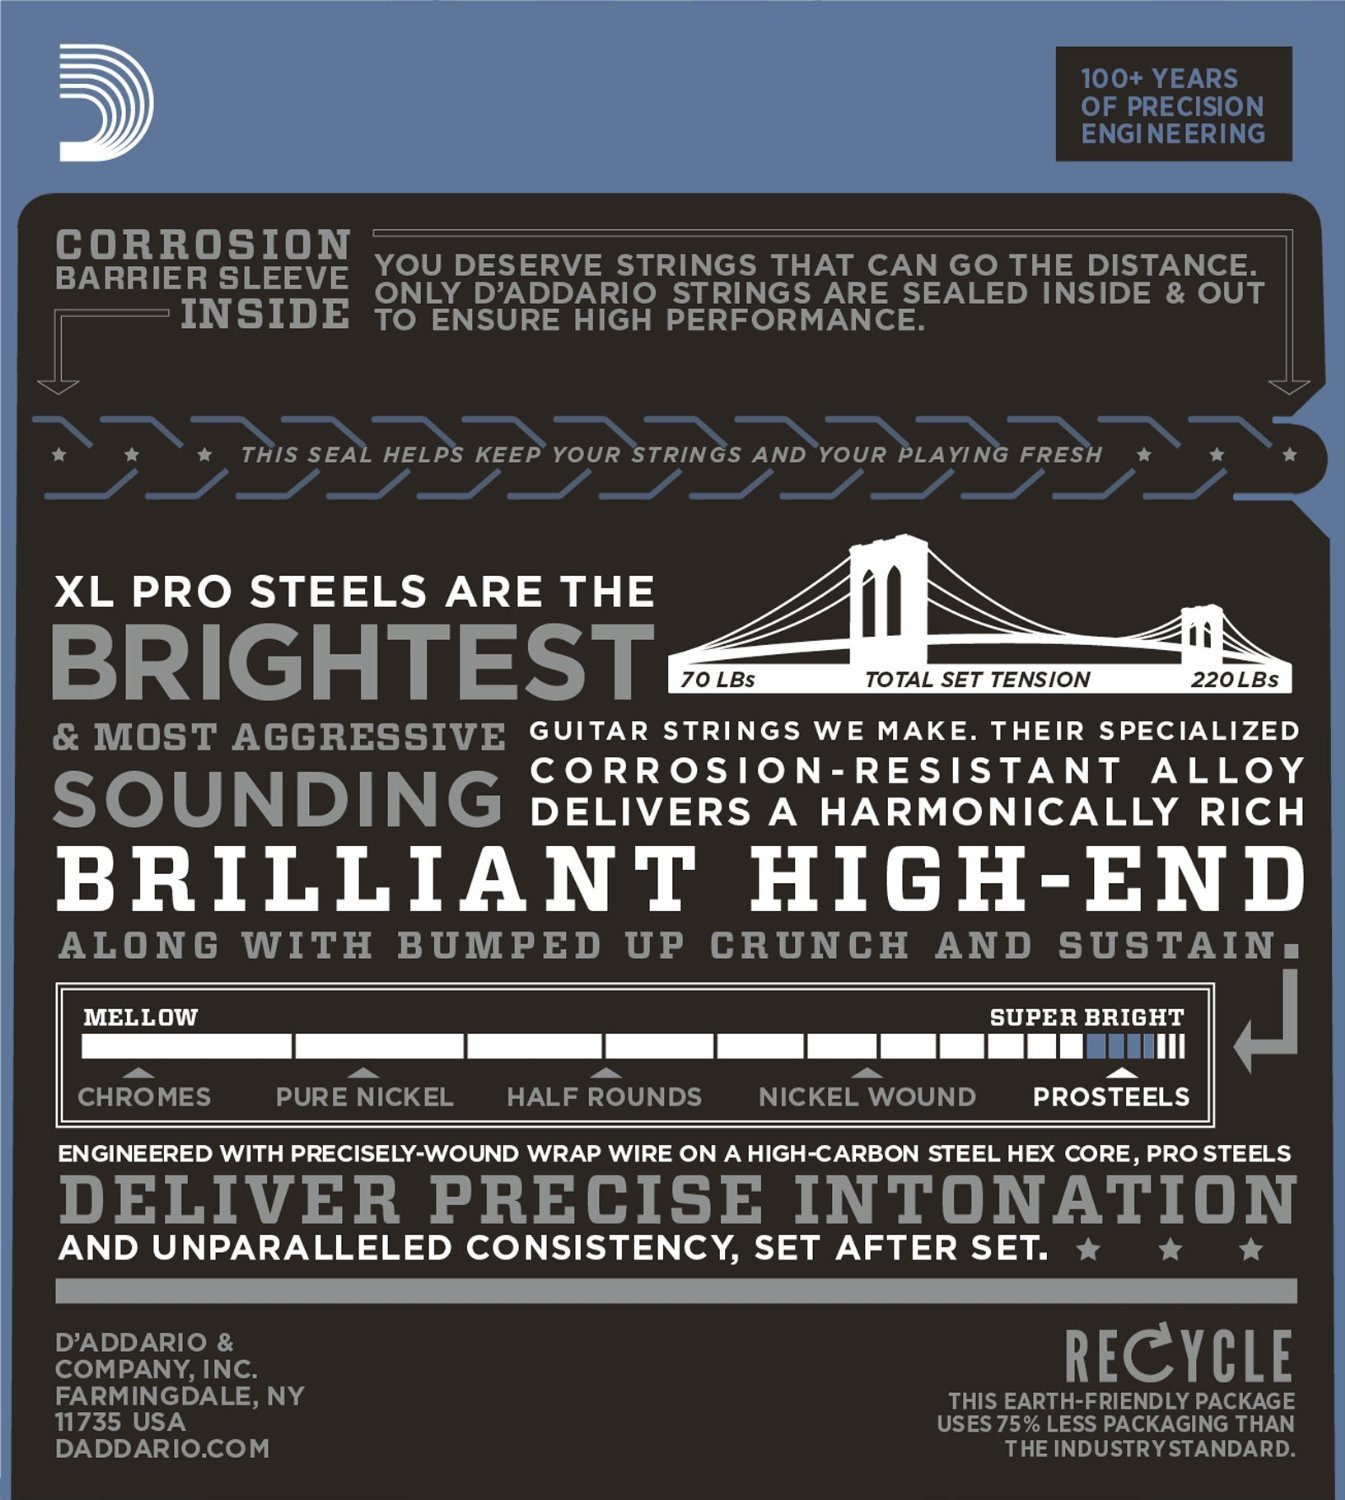 100+ YEARS
OF PRECISION
ENGINEERING
CORROSION
BARRIER SLEEVE
INSIDE
YOU DESERVE STRINGS THAT CAN GO THE DISTANCE.
ONLY D'ADDARIO STRINGS ARE SEALED INSIDE & OUT
TO ENSURE HIGH PERFORMANCE.
THIS SEAL HELPS KEEP YOUR STRINGS AND YOUR PLAYING FRESH
XL PRO STEELS ARE THE
BRIGHTEST
& MOST AGGRESSIVE
SOUNDING
70 LBs TOTAL SET TENSION 220 LBs
GUITAR STRINGS WE MAKE. THEIR SPECIALIZED
CORROSION-RESISTANT ALLOY
DELIVERS A HARMONICALLY RICH
BRILLIANT HIGH-END
ALONG WITH BUMPED UP CRUNCH AND SUSTAIN.
MELLOW SUPER BRIGHT
CHROMES PURE NICKEL HALF ROUNDS NICKEL WOUND PROSTEELS
ENGINEERED WITH PRECISELY-WOUND WRAP WIRE ON A HIGH-CARBON STEEL HEX CORE, PRO STEELS
DELIVER PRECISE INTONATION
AND UNPARALLELED CONSISTENCY, SET AFTER SET.
D'ADDARIO &
COMPANY, INC.
FARMINGDALE, NY
11735 USA
DADDARIO.COM
RECYCLE
THIS EARTH-FRIENDLY PACKAGE
USES 75% LESS PACKAGING THAN
THE INDUSTRY STANDARD.